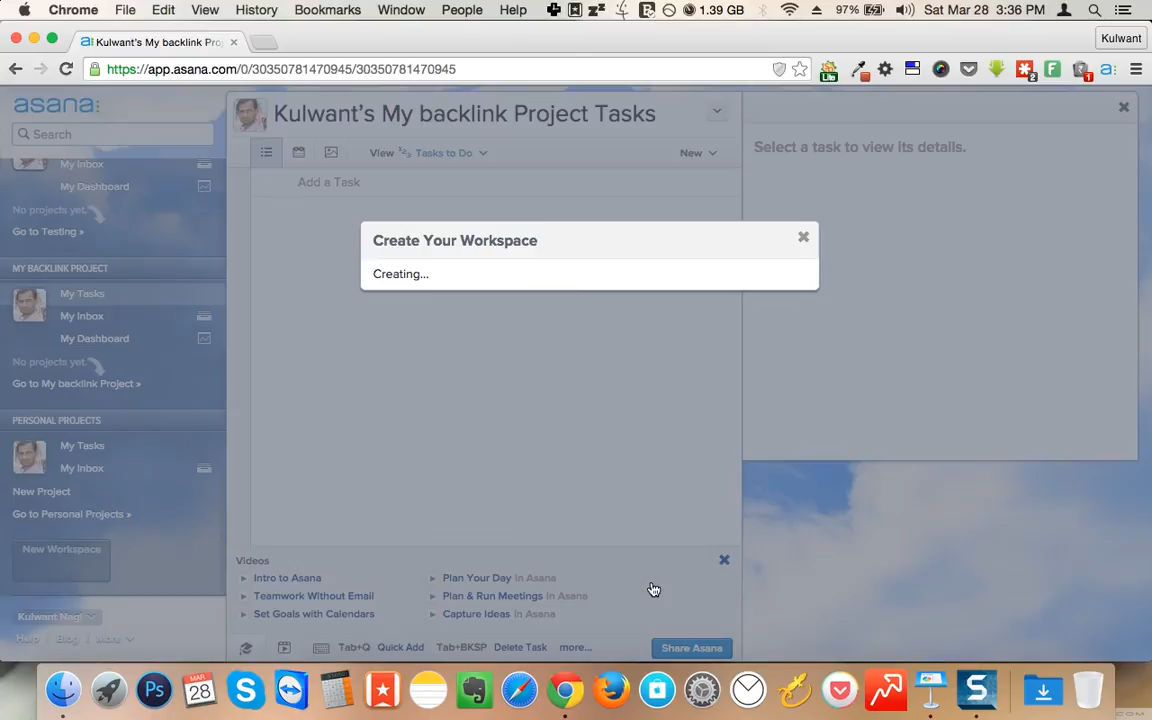 Chrome File Edit View History Bookmarks Window People Help 1.39 GB 97% Sat Mar 28 3:36 PM
a: Kulwant's My backlink Pro Kulwant
https://app.asana.com/0/30350781470945/30350781470945
asana:
Search
My Inbox
My Dashboard
No projects yet.
Go to Testing »
MY BACKLINK PROJECT
My Tasks
My Inbox
My Dashboard
No projects yet.
Go to My backlink Project »
PERSONAL PROJECTS
My Tasks
My Inbox
New Project
Go to Personal Projects »
New Workspace
Kulwant Nagi
Help Blog More
Kulwant's My backlink Project Tasks
View Tasks to Do New
Add a Task
Select a task to view its details.
Create Your Workspace
Creating...
Videos
Intro to Asana Plan Your Day in Asana
Teamwork Without Email Plan & Run Meetings in Asana
Set Goals with Calendars Capture Ideas in Asana
Tab+Q Quick Add Tab+BKSP Delete Task more... Share Asana
MAR
28